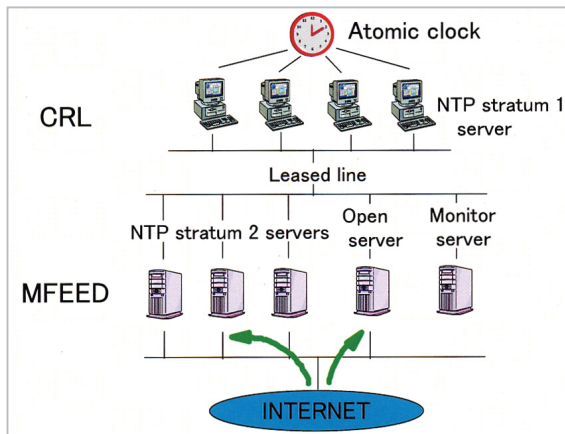 Atomic clock
CRL
NTP stratum 1
server
Leased line
NTP stratum 2 servers
Open
server
Monitor
server
MFEED
INTERNET